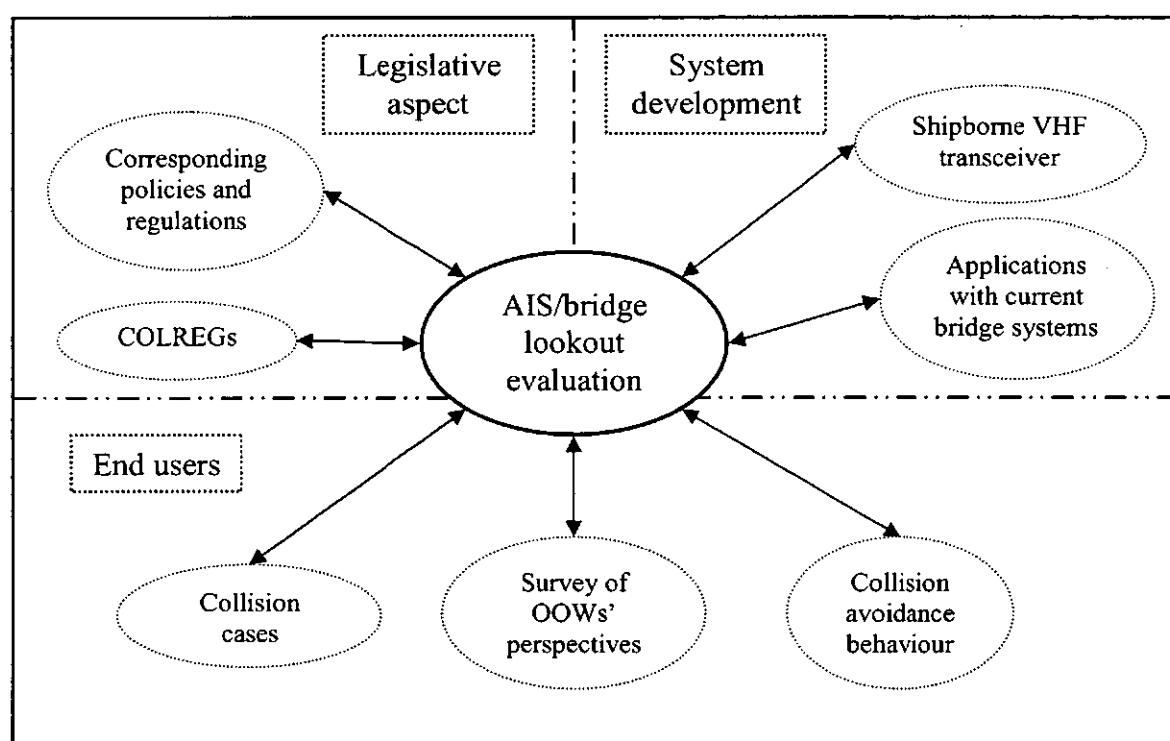 Legislative
aspect
System
development
Corresponding
policies and
regulations
Shipborne VHF
transceiver
COLREGs
AIS/bridge
lookout
evaluation
Applications
with current
bridge systems
End users
Collision
cases
Survey of
OOWs'
perspectives
Collision
avoidance
behaviour